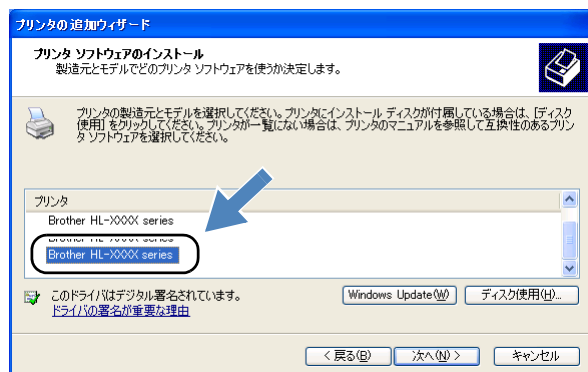 プリンタの追加ウィザード
プリンタ ソフトウェアのインストール
製造元とモデルでどのプリンタ ソフトウェアを使うか決定します。
プリンタの製造元とモデルを選択してください。プリンタにインストール ディスクが付属している場合は、[ディスク
使用] をクリックしてください。プリンタが一覧にない場合は、プリンタのマニュアルを参照して互換性のあるプリン
タ ソフトウェアを選択してください。
プリンタ
Brother HL-XXXX series
Brother HL-XXXX series
Brother HL-XXXX series
このドライバはデジタル署名されています。
ドライバの署名が重要な理由
Windows Update(W)
ディスク使用(H)...
< 戻る(B)
次へ(N) >
キャンセル